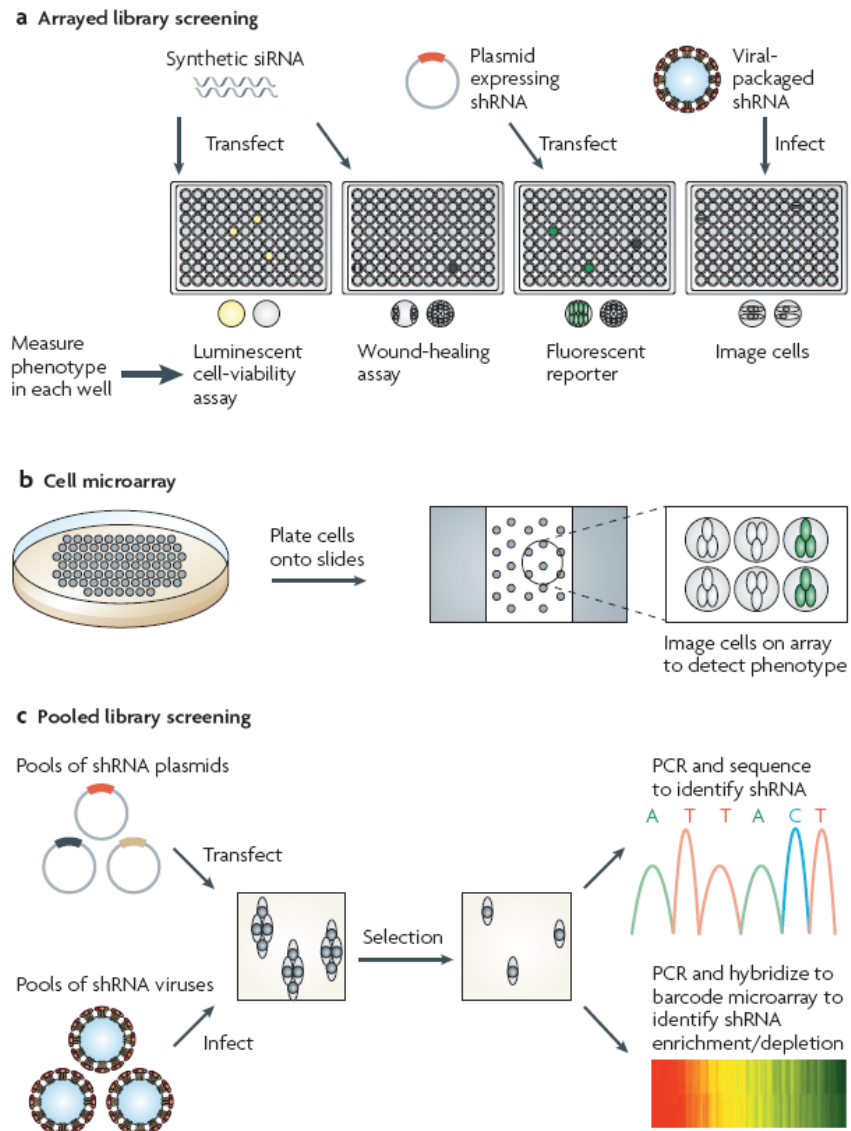 a Arrayed library screening
Synthetic siRNA
Plasmid
expressing
shRNA
Viral-
packaged
shRNA
Transfect
Transfect
Infect
Measure
phenotype
in each well
Luminescent
cell-viability
assay
Wound-healing
assay
Fluorescent
reporter
Image cells
b Cell microarray
Plate cells
onto slides
Image cells on array
to detect phenotype
c Pooled library screening
Pools of shRNA plasmids
Transfect
Selection
Pools of shRNA viruses
Infect
PCR and sequence
to identify shRNA
A T T A C T
PCR and hybridize to
barcode microarray to
identify shRNA
enrichment/depletion